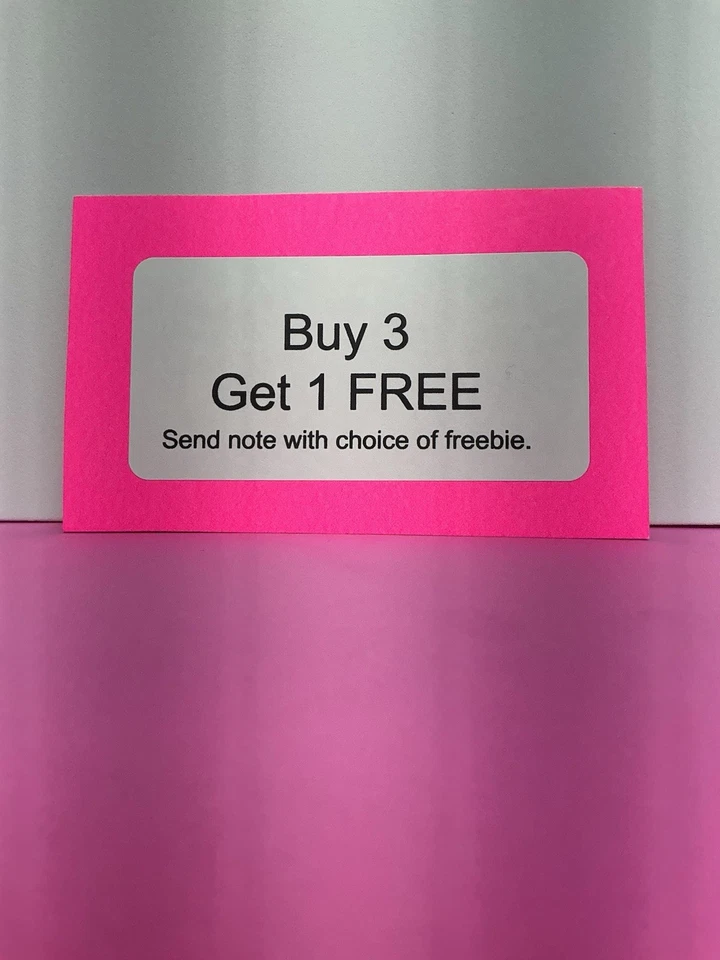 Buy 3
Get 1 FREE
Send note with choice of freebie.